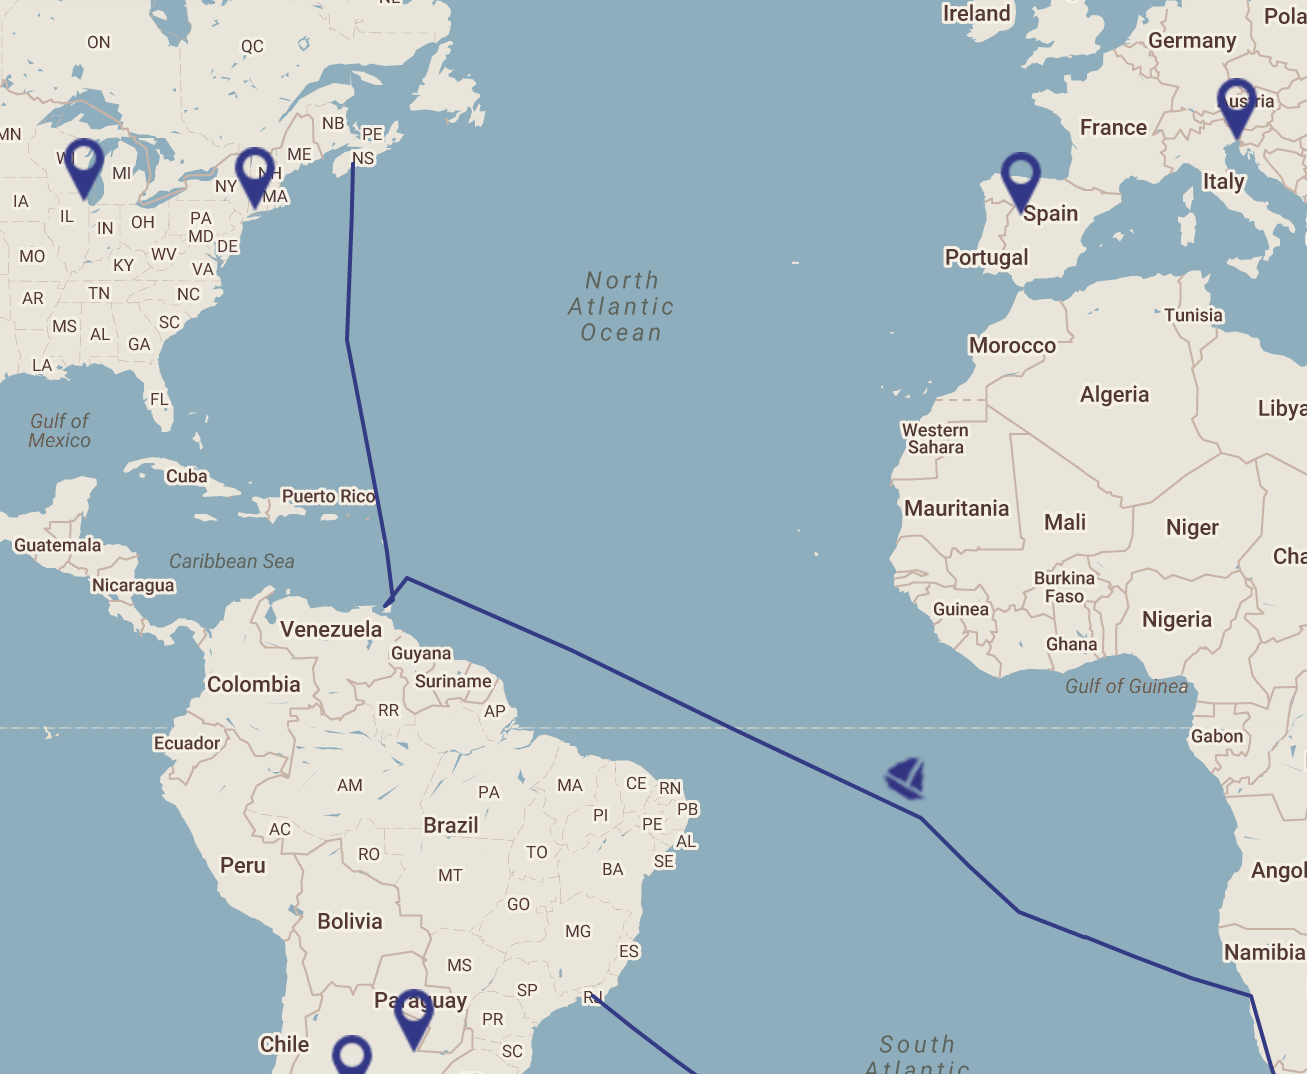 NL
Ireland
Pola
ON
QC
Germany
Austria
NB
PE
France
MN
WI
NS
ME
MI
NH
NY
MA
Italy
IA
IL
IN
OH
PA
Spain
MD
DE
MO
WV
Portugal
KY
VA
North
Atlantic
Ocean
AR
TN
NC
Tunisia
MS
AL
SC
GA
Morocco
LA
Algeria
FL
Libya
Gulf of
Mexico
Western
Sahara
Cuba
Puerto Rico
Mauritania
Mali
Niger
Guatemala
Caribbean Sea
Cha
Nicaragua
Burkina
Faso
Guinea
Venezuela
Nigeria
Ghana
Guyana
Colombia
Suriname
Gulf of Guinea
RR
AP
Ecuador
Gabon
AM
PA
MA
CE
RN
PB
PI
Brazil
PE
AC
AL
RO
TO
SE
Peru
MT
BA
Angol
GO
Bolivia
MG
ES
Namibia
MS
SP
RJ
Paraguay
PR
Chile
SC
South
Atlantic